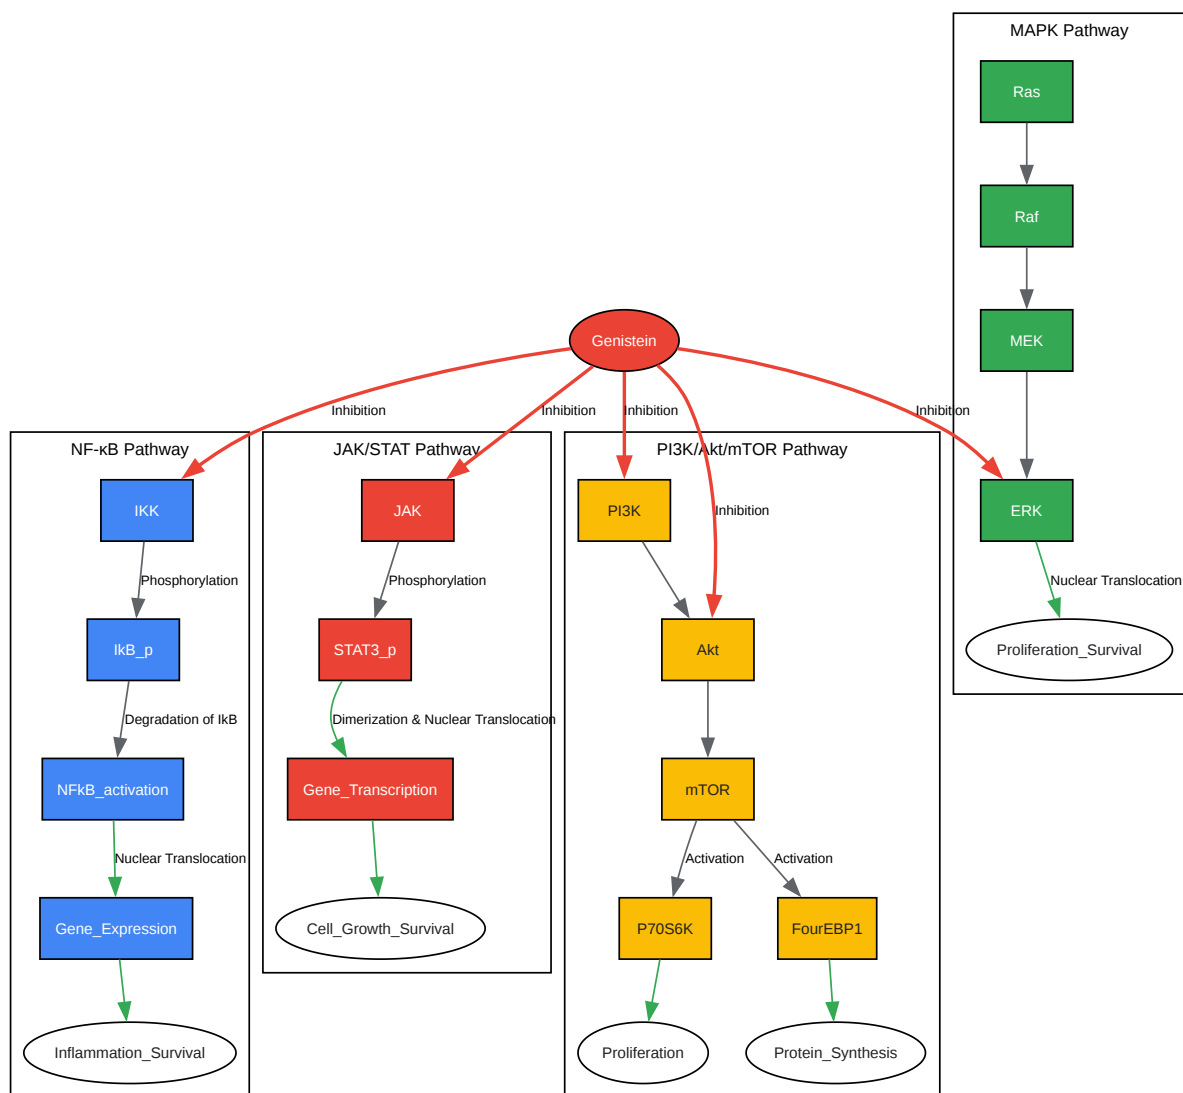 MAPK Pathway
Ras
Raf
MEK
Genistein
Inhibition
Inhibition
Inhibition
Inhibition
NF-κB Pathway
JAK/STAT Pathway
PI3K/Akt/mTOR Pathway
IKK
JAK
PI3K
Inhibition
ERK
Phosphorylation
Phosphorylation
Nuclear Translocation
IkB_p
STAT3_p
Akt
Proliferation_Survival
Degradation of IkB
Dimerization & Nuclear Translocation
NFkB_activation
Gene_Transcription
mTOR
Nuclear Translocation
Activation
Activation
Gene_Expression
Cell_Growth_Survival
P70S6K
FourEBP1
Inflammation_Survival
Proliferation
Protein_Synthesis